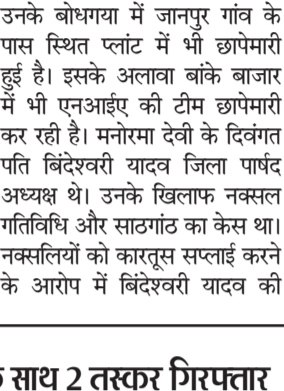 उनके बोधगया में जानपुर गांव के
पास स्थित प्लांट में भी छापेमारी
हुई है। इसके अलावा बांके बाजार
में भी एनआईए की टीम छापेमारी
कर रही है। मनोरमा देवी के दिवंगत
पति बिंदेश्वरी यादव जिला पार्षद
अध्यक्ष थे। उनके खिलाफ नक्सल
गतिविधि और साठगांठ का केस था।
नक्सलियों को कारतूस सप्लाई करने
के आरोप में बिंदेश्वरी यादव की
साथ 2 तस्कर गिरफ्तार